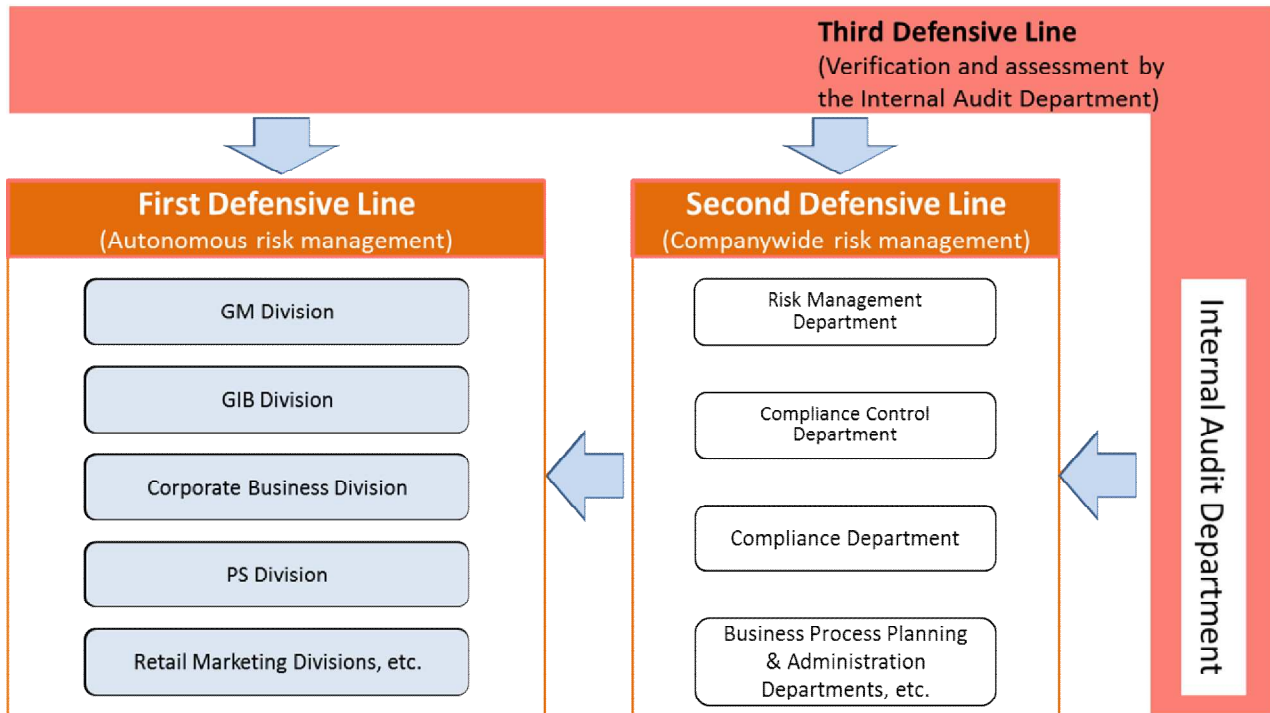 Third Defensive Line
(Verification and assessment by
the Internal Audit Department)
First Defensive Line
(Autonomous risk management)
GM Division
GIB Division
Corporate Business Division
PS Division
Retail Marketing Divisions, etc.
Second Defensive Line
(Companywide risk management)
Risk Management
Department
Compliance Control
Department
Compliance Department
Business Process Planning
& Administration
Departments, etc.
Internal Audit Department